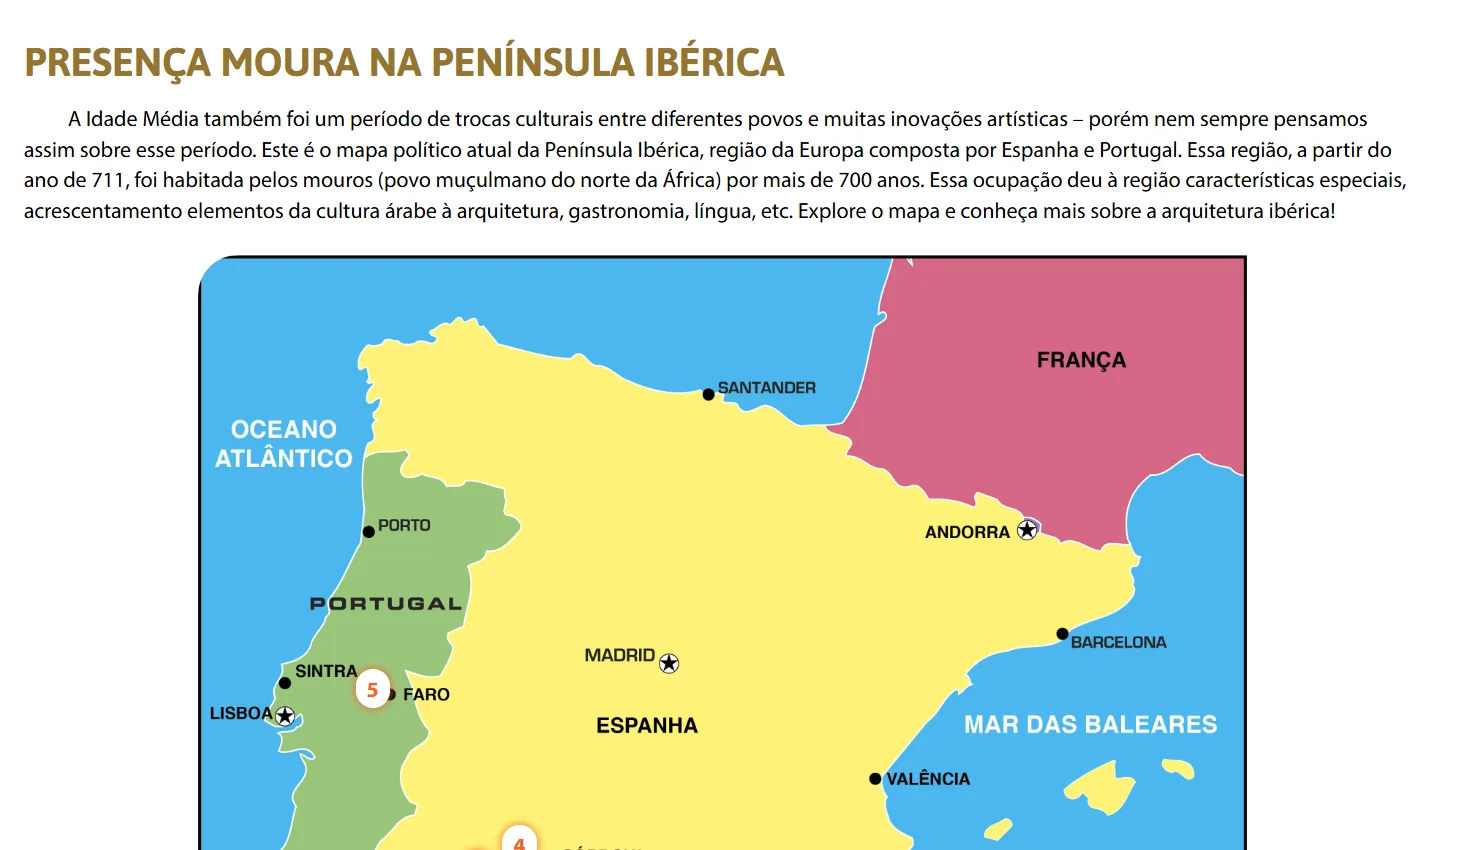 PRESENÇA MOURA NA PENÍNSULA IBÉRICA
A Idade Média também foi um período de trocas culturais entre diferentes povos e muitas inovações artísticas – porém nem sempre pensamos
assim sobre esse período. Este é o mapa político atual da Península Ibérica, região da Europa composta por Espanha e Portugal. Essa região, a partir do
ano de 711, foi habitada pelos mouros (povo muçulmano do norte da África) por mais de 700 anos. Essa ocupação deu à região características especiais,
acrescentamento elementos da cultura árabe à arquitetura, gastronomia, língua, etc. Explore o mapa e conheça mais sobre a arquitetura ibérica!
FRANÇA
SANTANDER
OCEANO
ATLÂNTICO
PORTO
ANDORRA
PORTUGAL
BARCELONA
MADRID
SINTRA
5
FARO
LISBOA
ESPANHA
MAR DAS BALEARES
VALÊNCIA
4